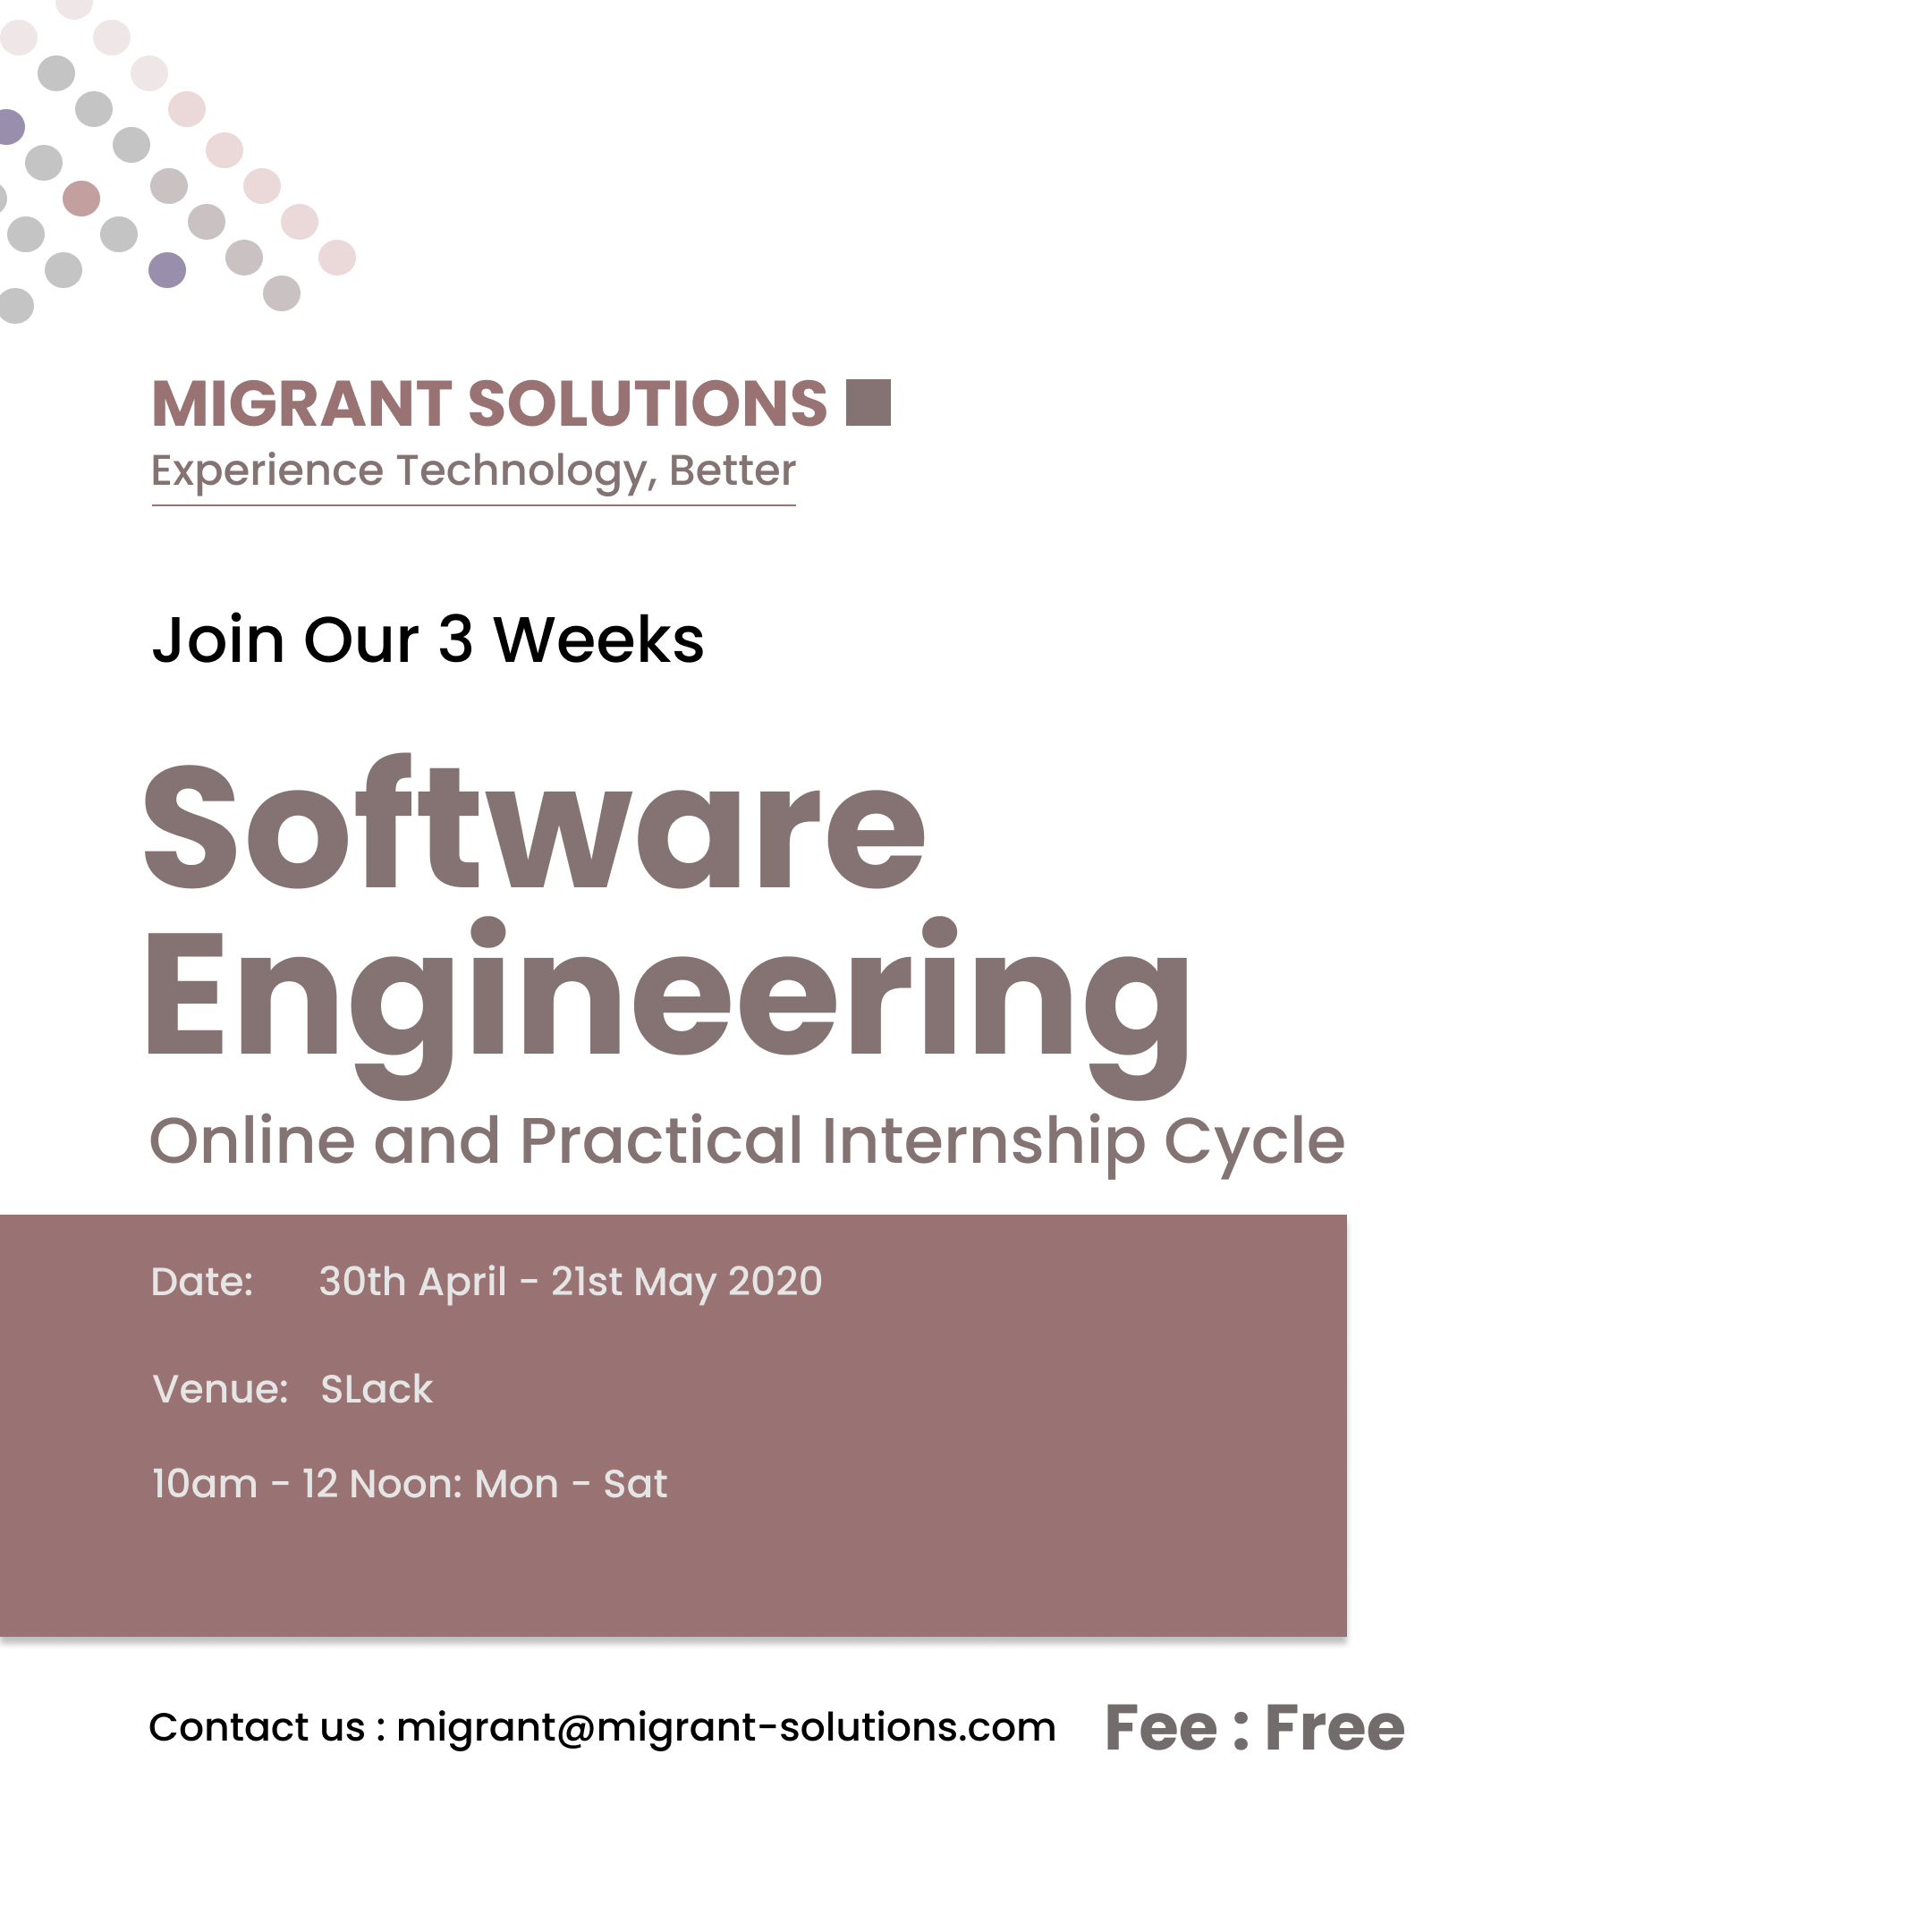 MIGRANT SOLUTIONS
Experience Technology, Better
Join Our 3 Weeks
Software
Engineering
Online and Practical Internship Cycle
Date: 30th April - 21st May 2020
Venue: SLack
10am - 12 Noon: Mon - Sat
Contact us : migrant@migrant-solutions.com
Fee : Free